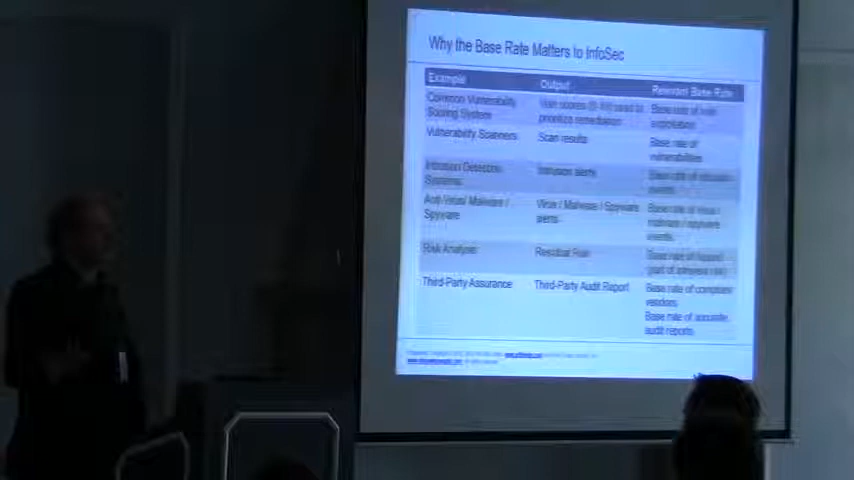 Why the Base Rate Matters to InfoSec
Example Output Relevant Base Rate
Common Vulnerability Vuln scores (0-10) used to Base rate of vuln
Scoring System prioritize remediation exploitation
Vulnerability Scanners Scan results Base rate of
vulnerabilities
Intrusion Detection Intrusion alerts Base rate of intrusion
Systems events
Anti-Virus/ Malware / Virus / Malware / Spyware Base rate of virus /
Spyware alerts malware / spyware
events
Risk Analysis Residual Risk Base rate of
(part of inherent risk)
Third-Party Assurance Third-Party Audit Report Base rate of compliant
vendors
Base rate of accurate
audit reports